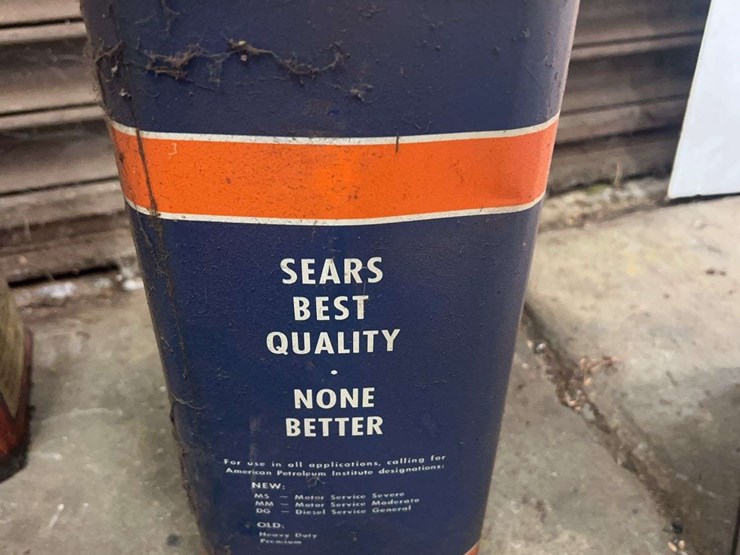 SEARS
BEST
QUALITY
•
NONE
BETTER
For use in all applications, calling for
American Petroleum Institute designations:
NEW:
MS — Motor Service Severe
MM — Motor Service Moderate
DG — Diesel Service General
OLD:
Heavy Duty
Premium